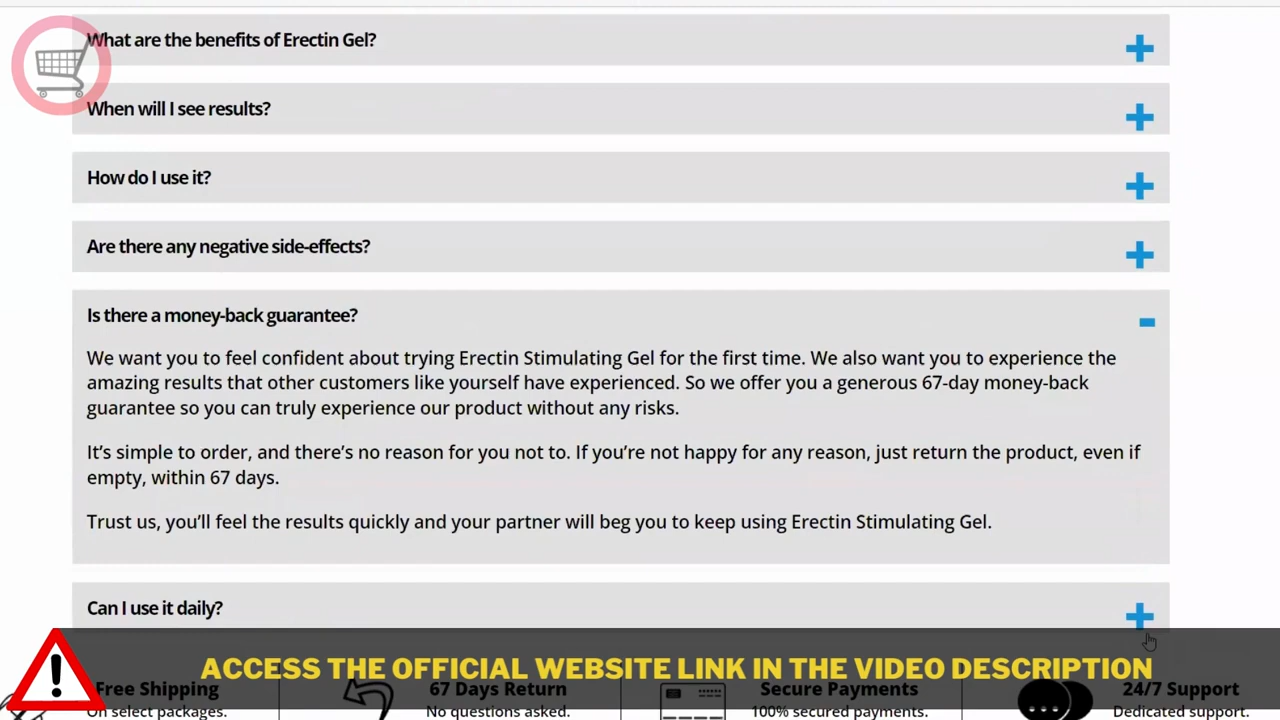 What are the benefits of Erectin Gel?
When will I see results?
How do I use it?
Are there any negative side-effects?
Is there a money-back guarantee?
We want you to feel confident about trying Erectin Stimulating Gel for the first time. We also want you to experience the
amazing results that other customers like yourself have experienced. So we offer you a generous 67-day money-back
guarantee so you can truly experience our product without any risks.
It’s simple to order, and there’s no reason for you not to. If you’re not happy for any reason, just return the product, even if
empty, within 67 days.
Trust us, you’ll feel the results quickly and your partner will beg you to keep using Erectin Stimulating Gel.
Can I use it daily?
ACCESS THE OFFICIAL WEBSITE LINK IN THE VIDEO DESCRIPTION
Free Shipping
On select packages.
67 Days Return
No questions asked.
Secure Payments
100% secured payments.
24/7 Support
Dedicated support.